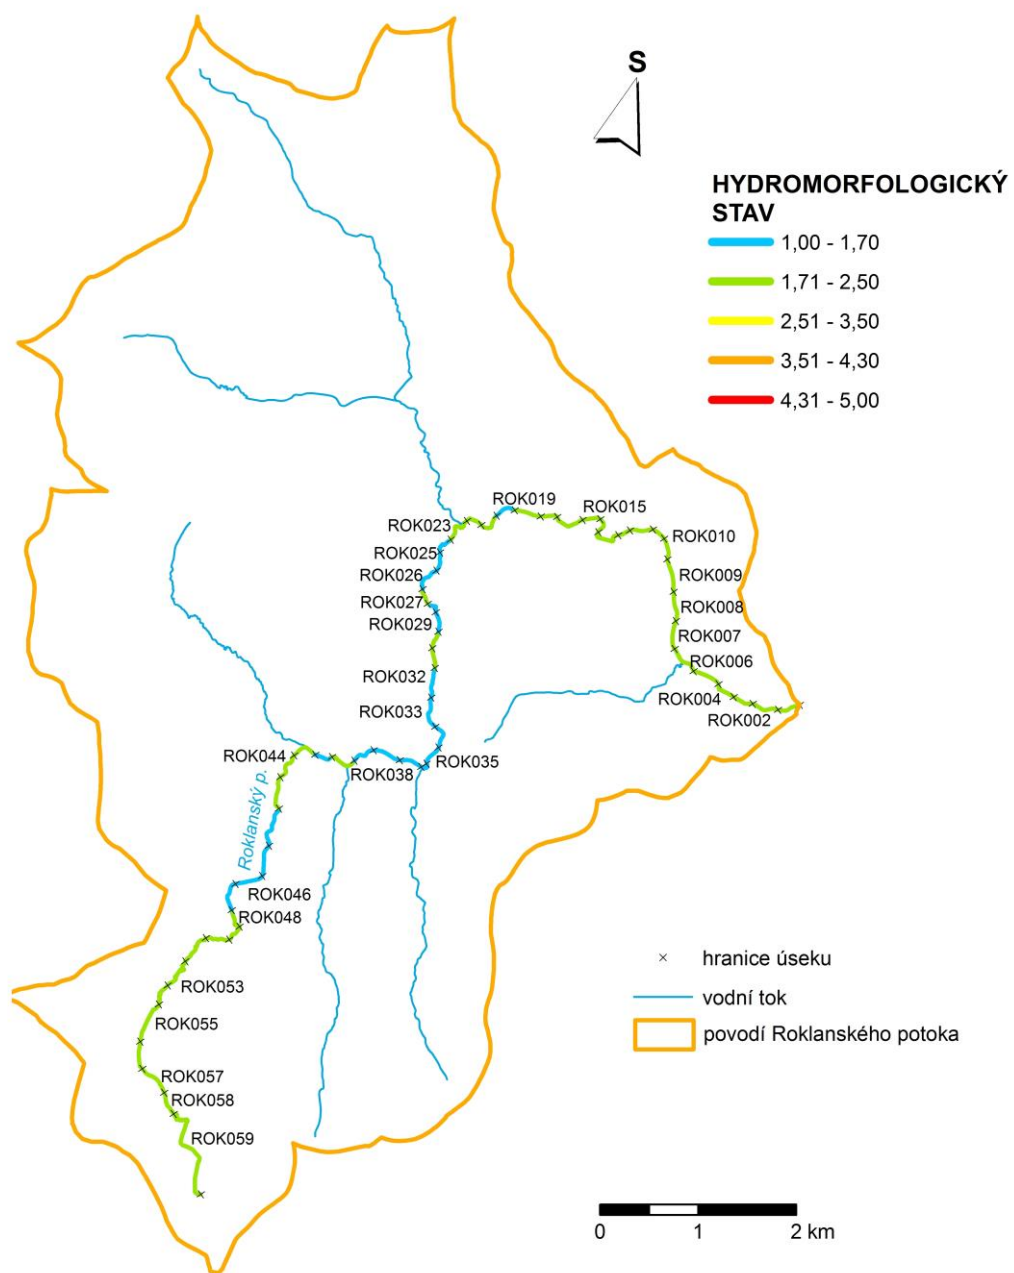 S
HYDROMORFOLOGICKÝ
STAV
1,00 - 1,70
1,71 - 2,50
2,51 - 3,50
3,51 - 4,30
4,31 - 5,00
ROK019
ROK015
ROK023
ROK010
ROK025
ROK026
ROK009
ROK027
ROK008
ROK029
ROK007
ROK006
ROK032
ROK004
ROK033
ROK002
ROK044
ROK035
ROK038
Roklanský p.
ROK046
ROK048
ROK053
ROK055
ROK057
ROK058
ROK059
hranice úseku
vodní tok
povodí Roklanského potoka
0 1 2 km